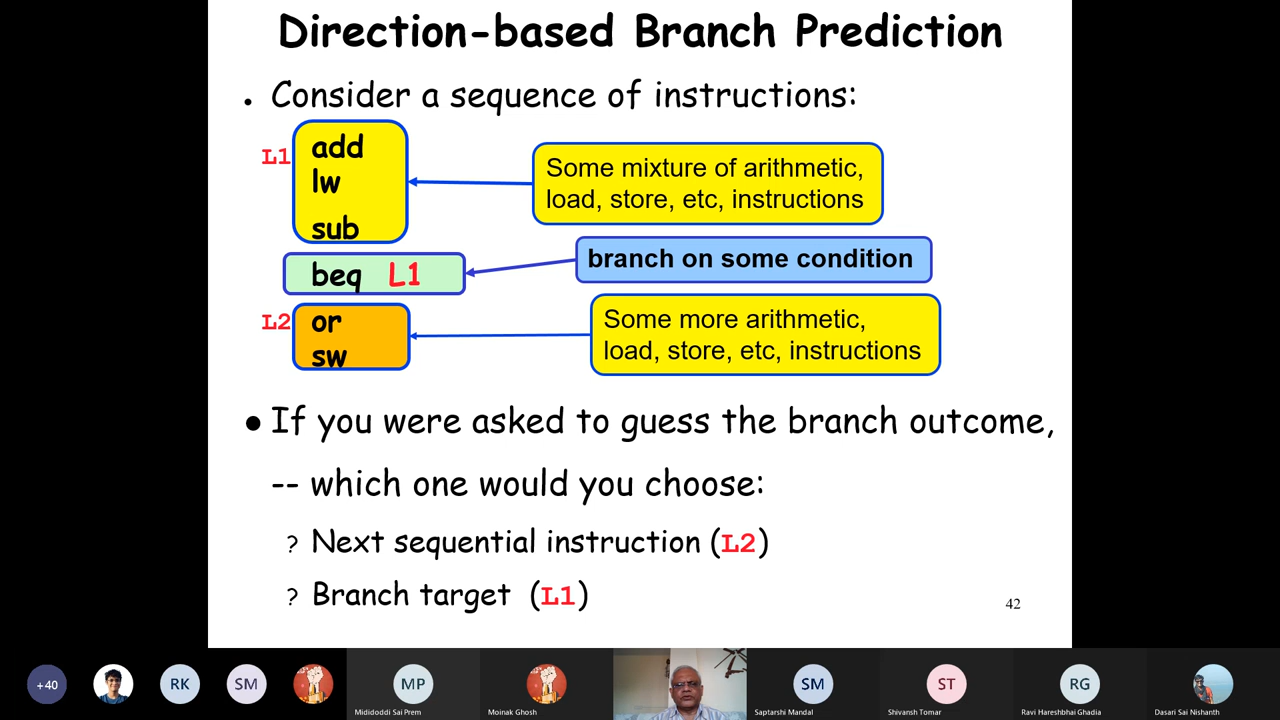 Direction-based Branch Prediction
• Consider a sequence of instructions:
L1
add
lw
sub
Some mixture of arithmetic,
load, store, etc, instructions
beq L1
branch on some condition
L2
or
sw
Some more arithmetic,
load, store, etc, instructions
• If you were asked to guess the branch outcome,
-- which one would you choose:
? Next sequential instruction (L2)
? Branch target (L1)
42
+40
RK
SM
MP
SM
ST
RG
Mididoddi Sai Prem
Moinak Ghosh
Saptarshi Mandal
Shivansh Tomar
Ravi Hareshbhai Ghadia
Dasari Sai Nishanth